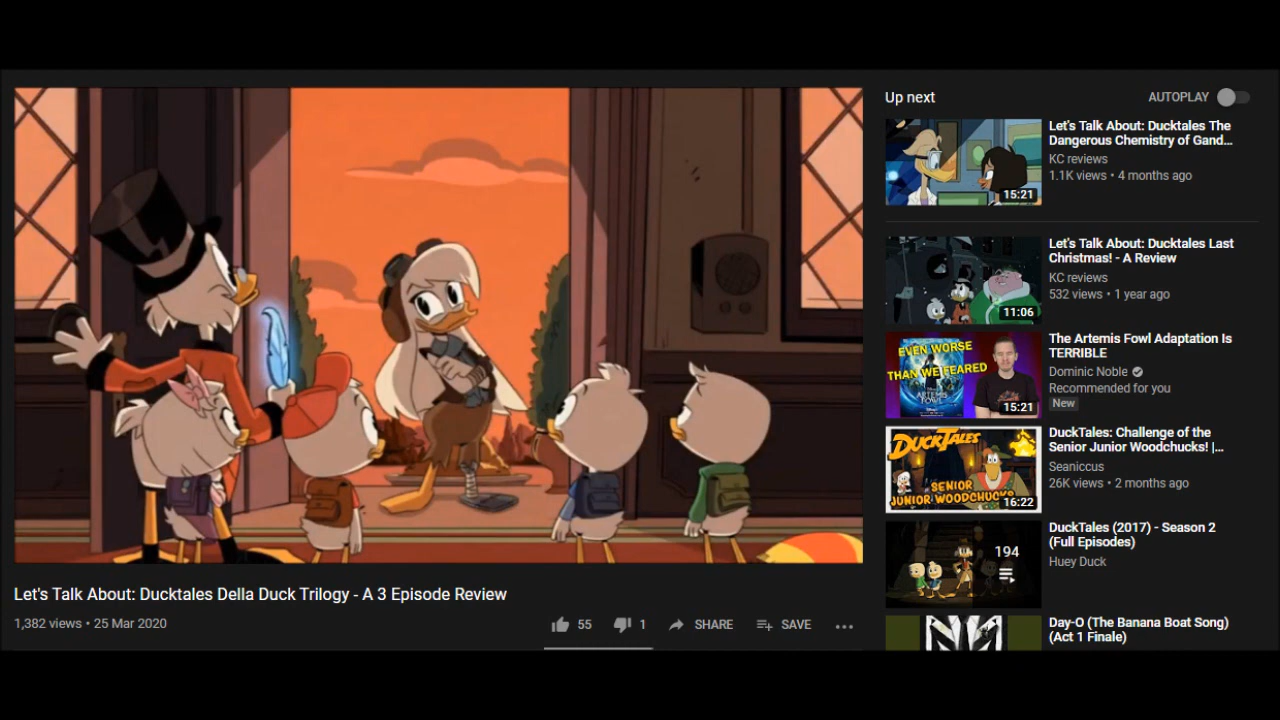 Up next
AUTOPLAY
Let's Talk About: Ducktales The
Dangerous Chemistry of Gand...
KC reviews
1.1K views • 4 months ago
15:21
Let's Talk About: Ducktales Last
Christmas! - A Review
KC reviews
532 views • 1 year ago
11:06
EVEN WORSE
THAN WE FEARED
ARTEMIS
FOWL
15:21
The Artemis Fowl Adaptation Is
TERRIBLE
Dominic Noble
Recommended for you
New
DUCKTALES
SENIOR
JUNIOR WOODCHUCKS
16:22
DuckTales: Challenge of the
Senior Junior Woodchucks! |...
Seaniccus
26K views • 2 months ago
194
DuckTales (2017) - Season 2
(Full Episodes)
Huey Duck
Day-O (The Banana Boat Song)
(Act 1 Finale)
Let's Talk About: Ducktales Della Duck Trilogy - A 3 Episode Review
1,382 views • 25 Mar 2020
55
1
SHARE
SAVE